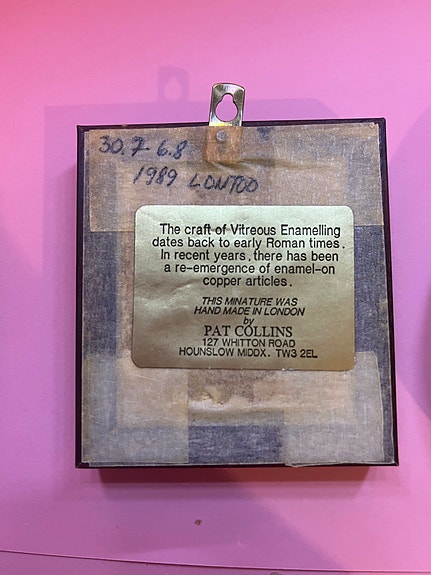 30.7-6.8
1989 LONTOO
The craft of Vitreous Enamelling
dates back to early Roman times.
In recent years, there has been
a re-emergence of enamel-on
copper articles.
THIS MINATURE WAS
HAND MADE IN LONDON
by
PAT COLLINS
127 WHITTON ROAD
HOUNSLOW MIDDX. TW3 2EL